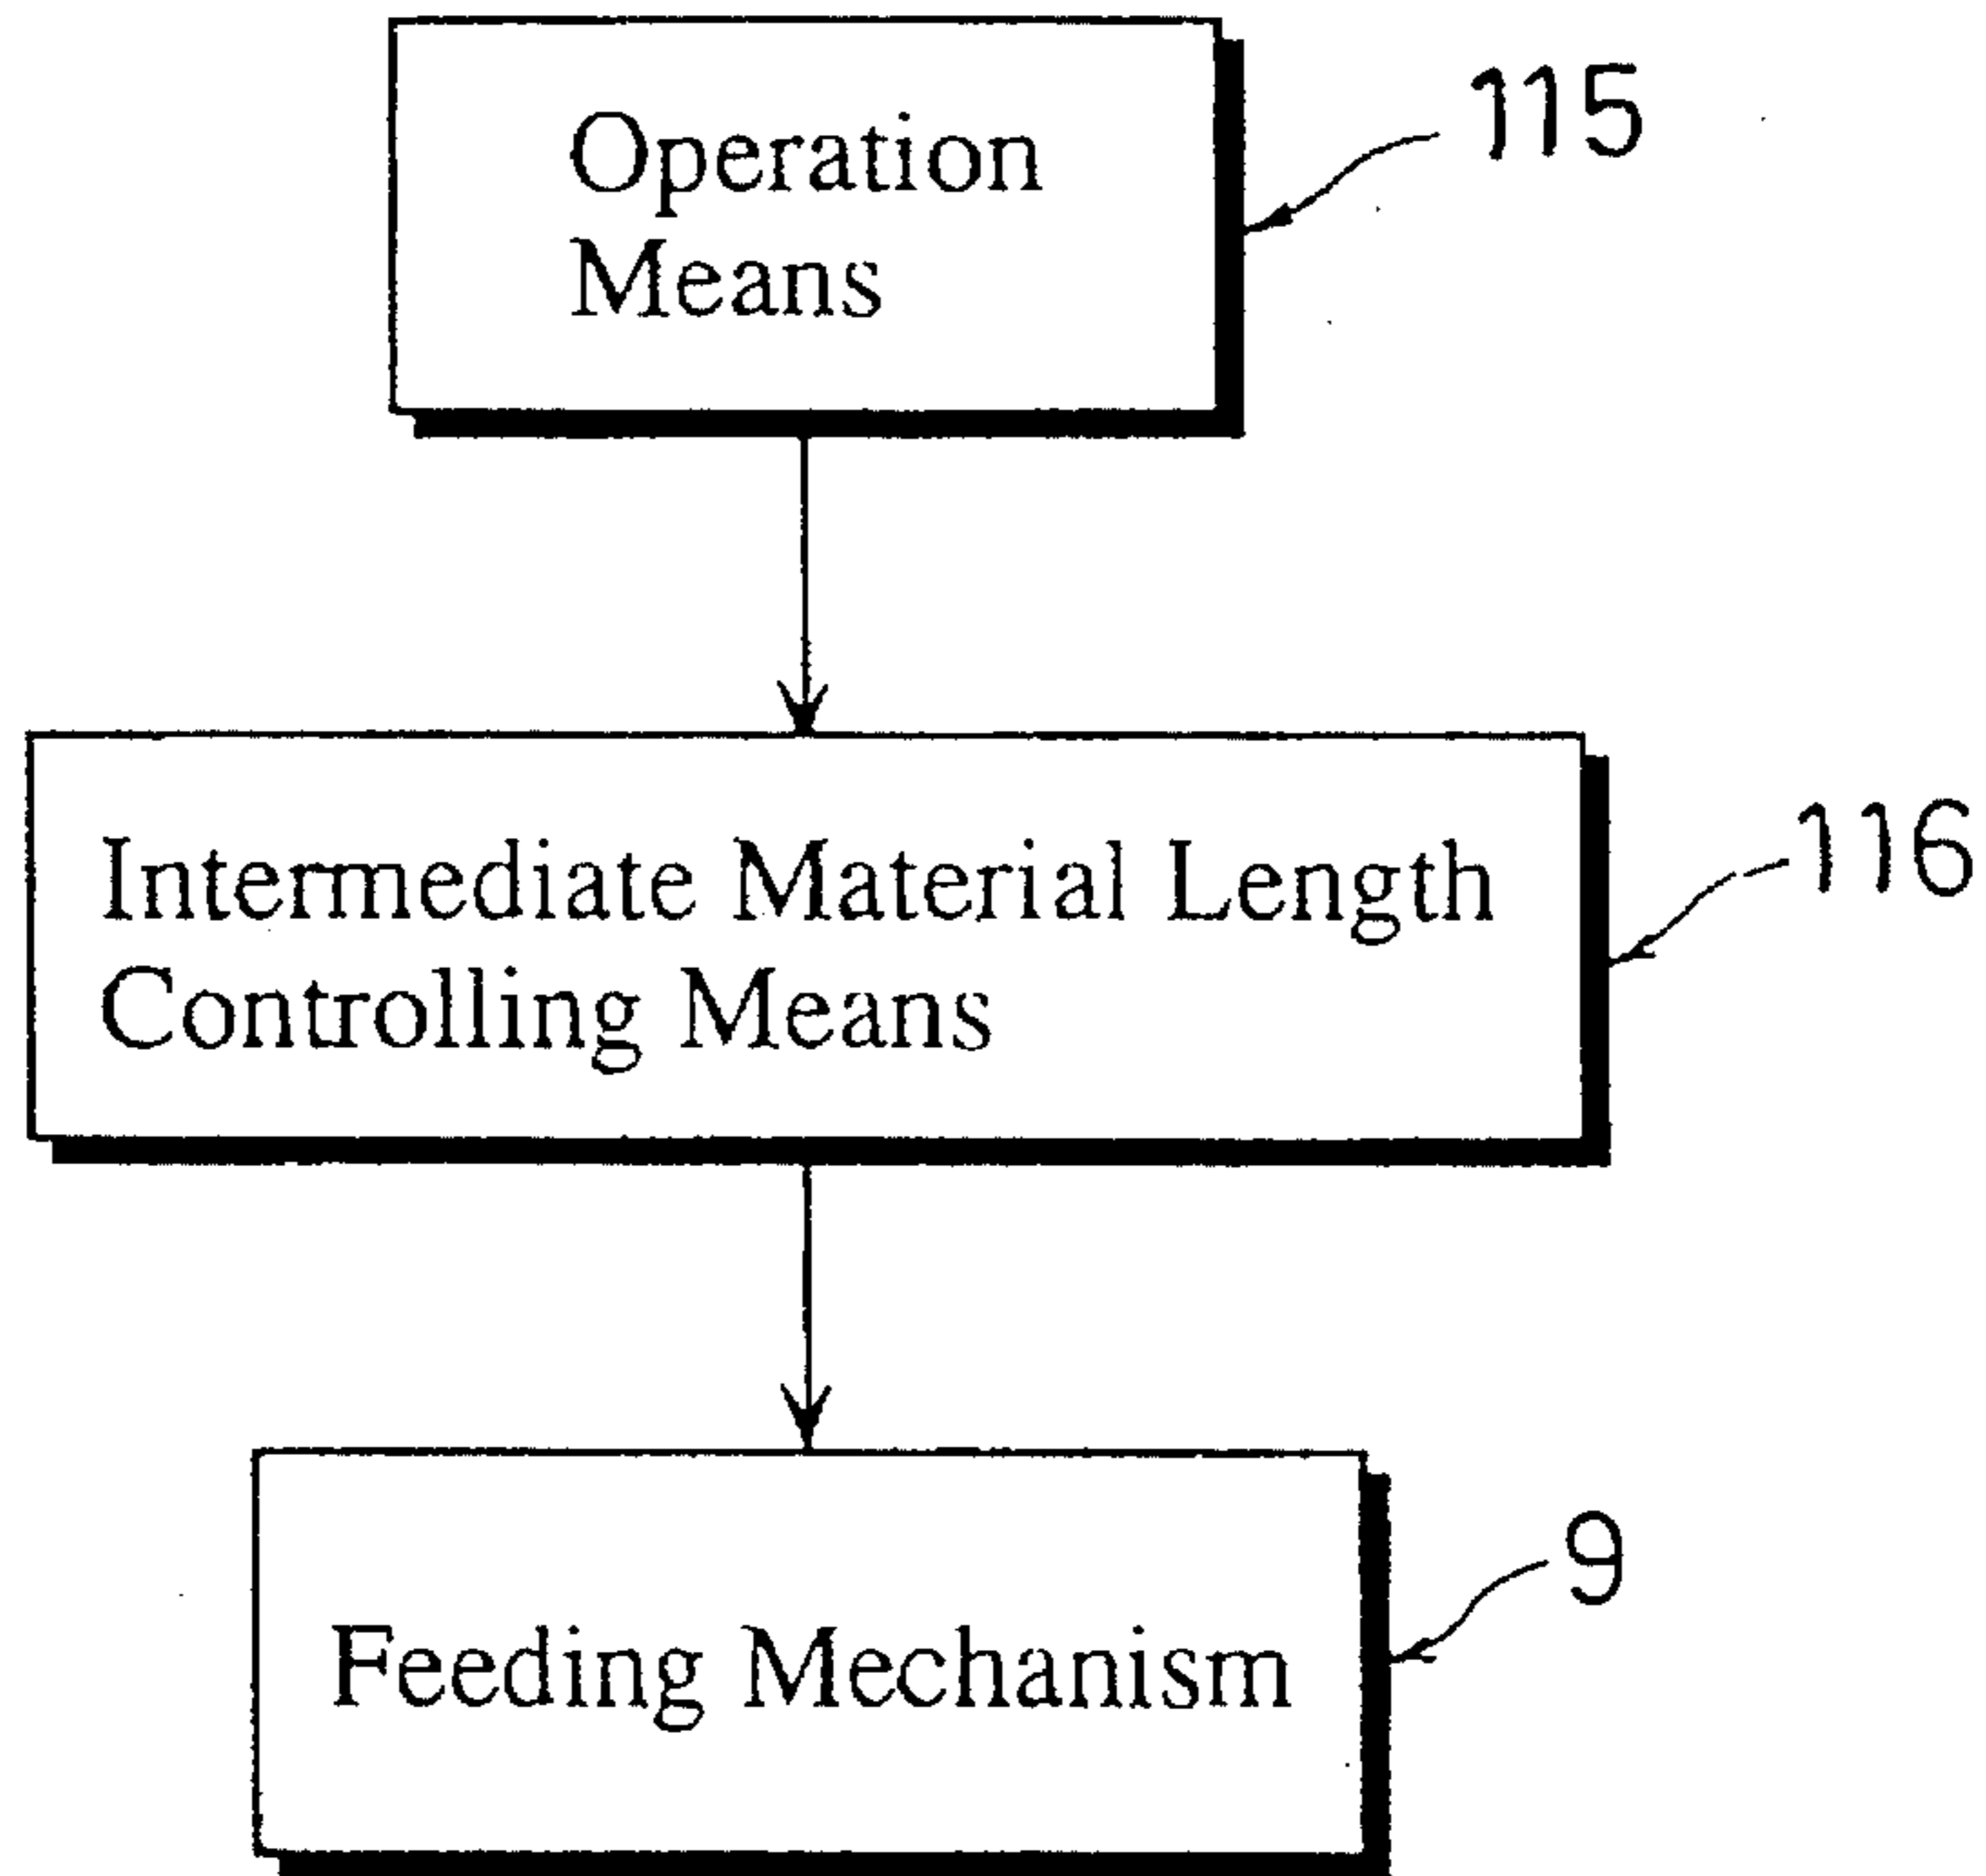 Operation
Means
115
Intermediate Material Length
Controlling Means
116
Feeding Mechanism
9